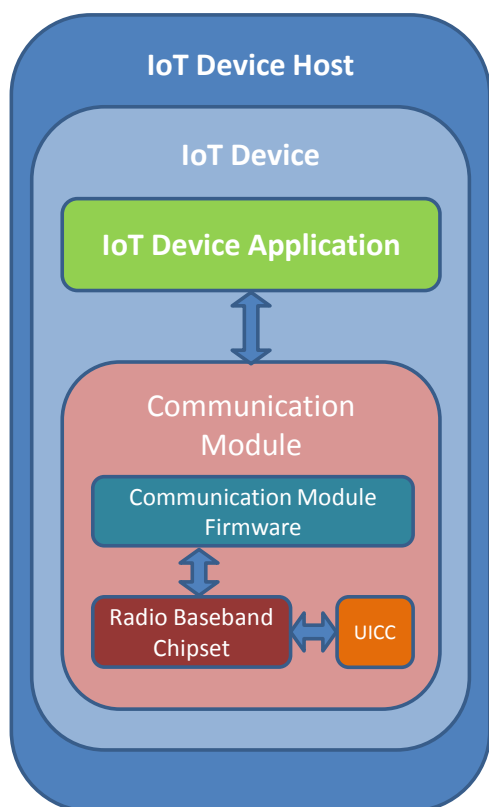 IoT Device Host
IoT Device
IoT Device Application
Communication
Module
Communication Module
Firmware
Radio Baseband
Chipset
UICC